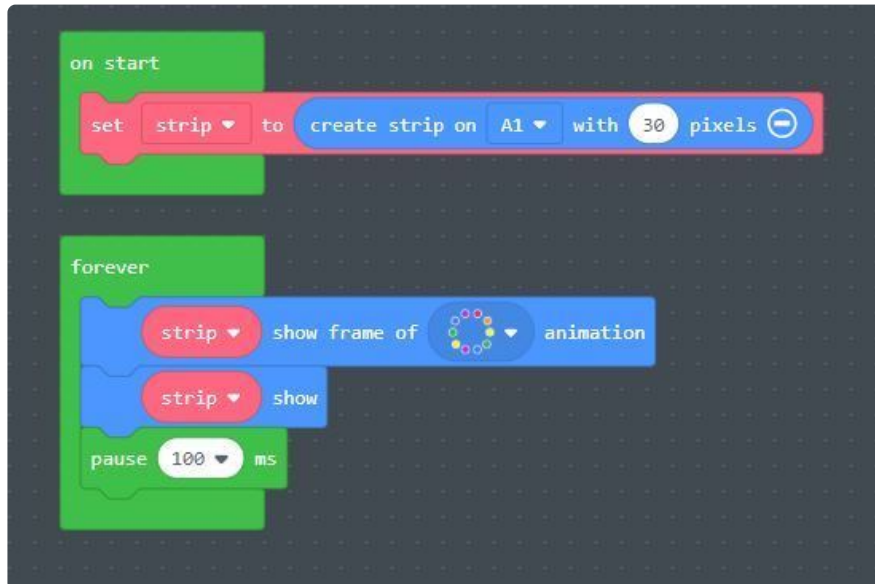 on start
set strip to create strip on A1 with 30 pixels
forever
strip show frame of animation
strip show
pause 100 ms